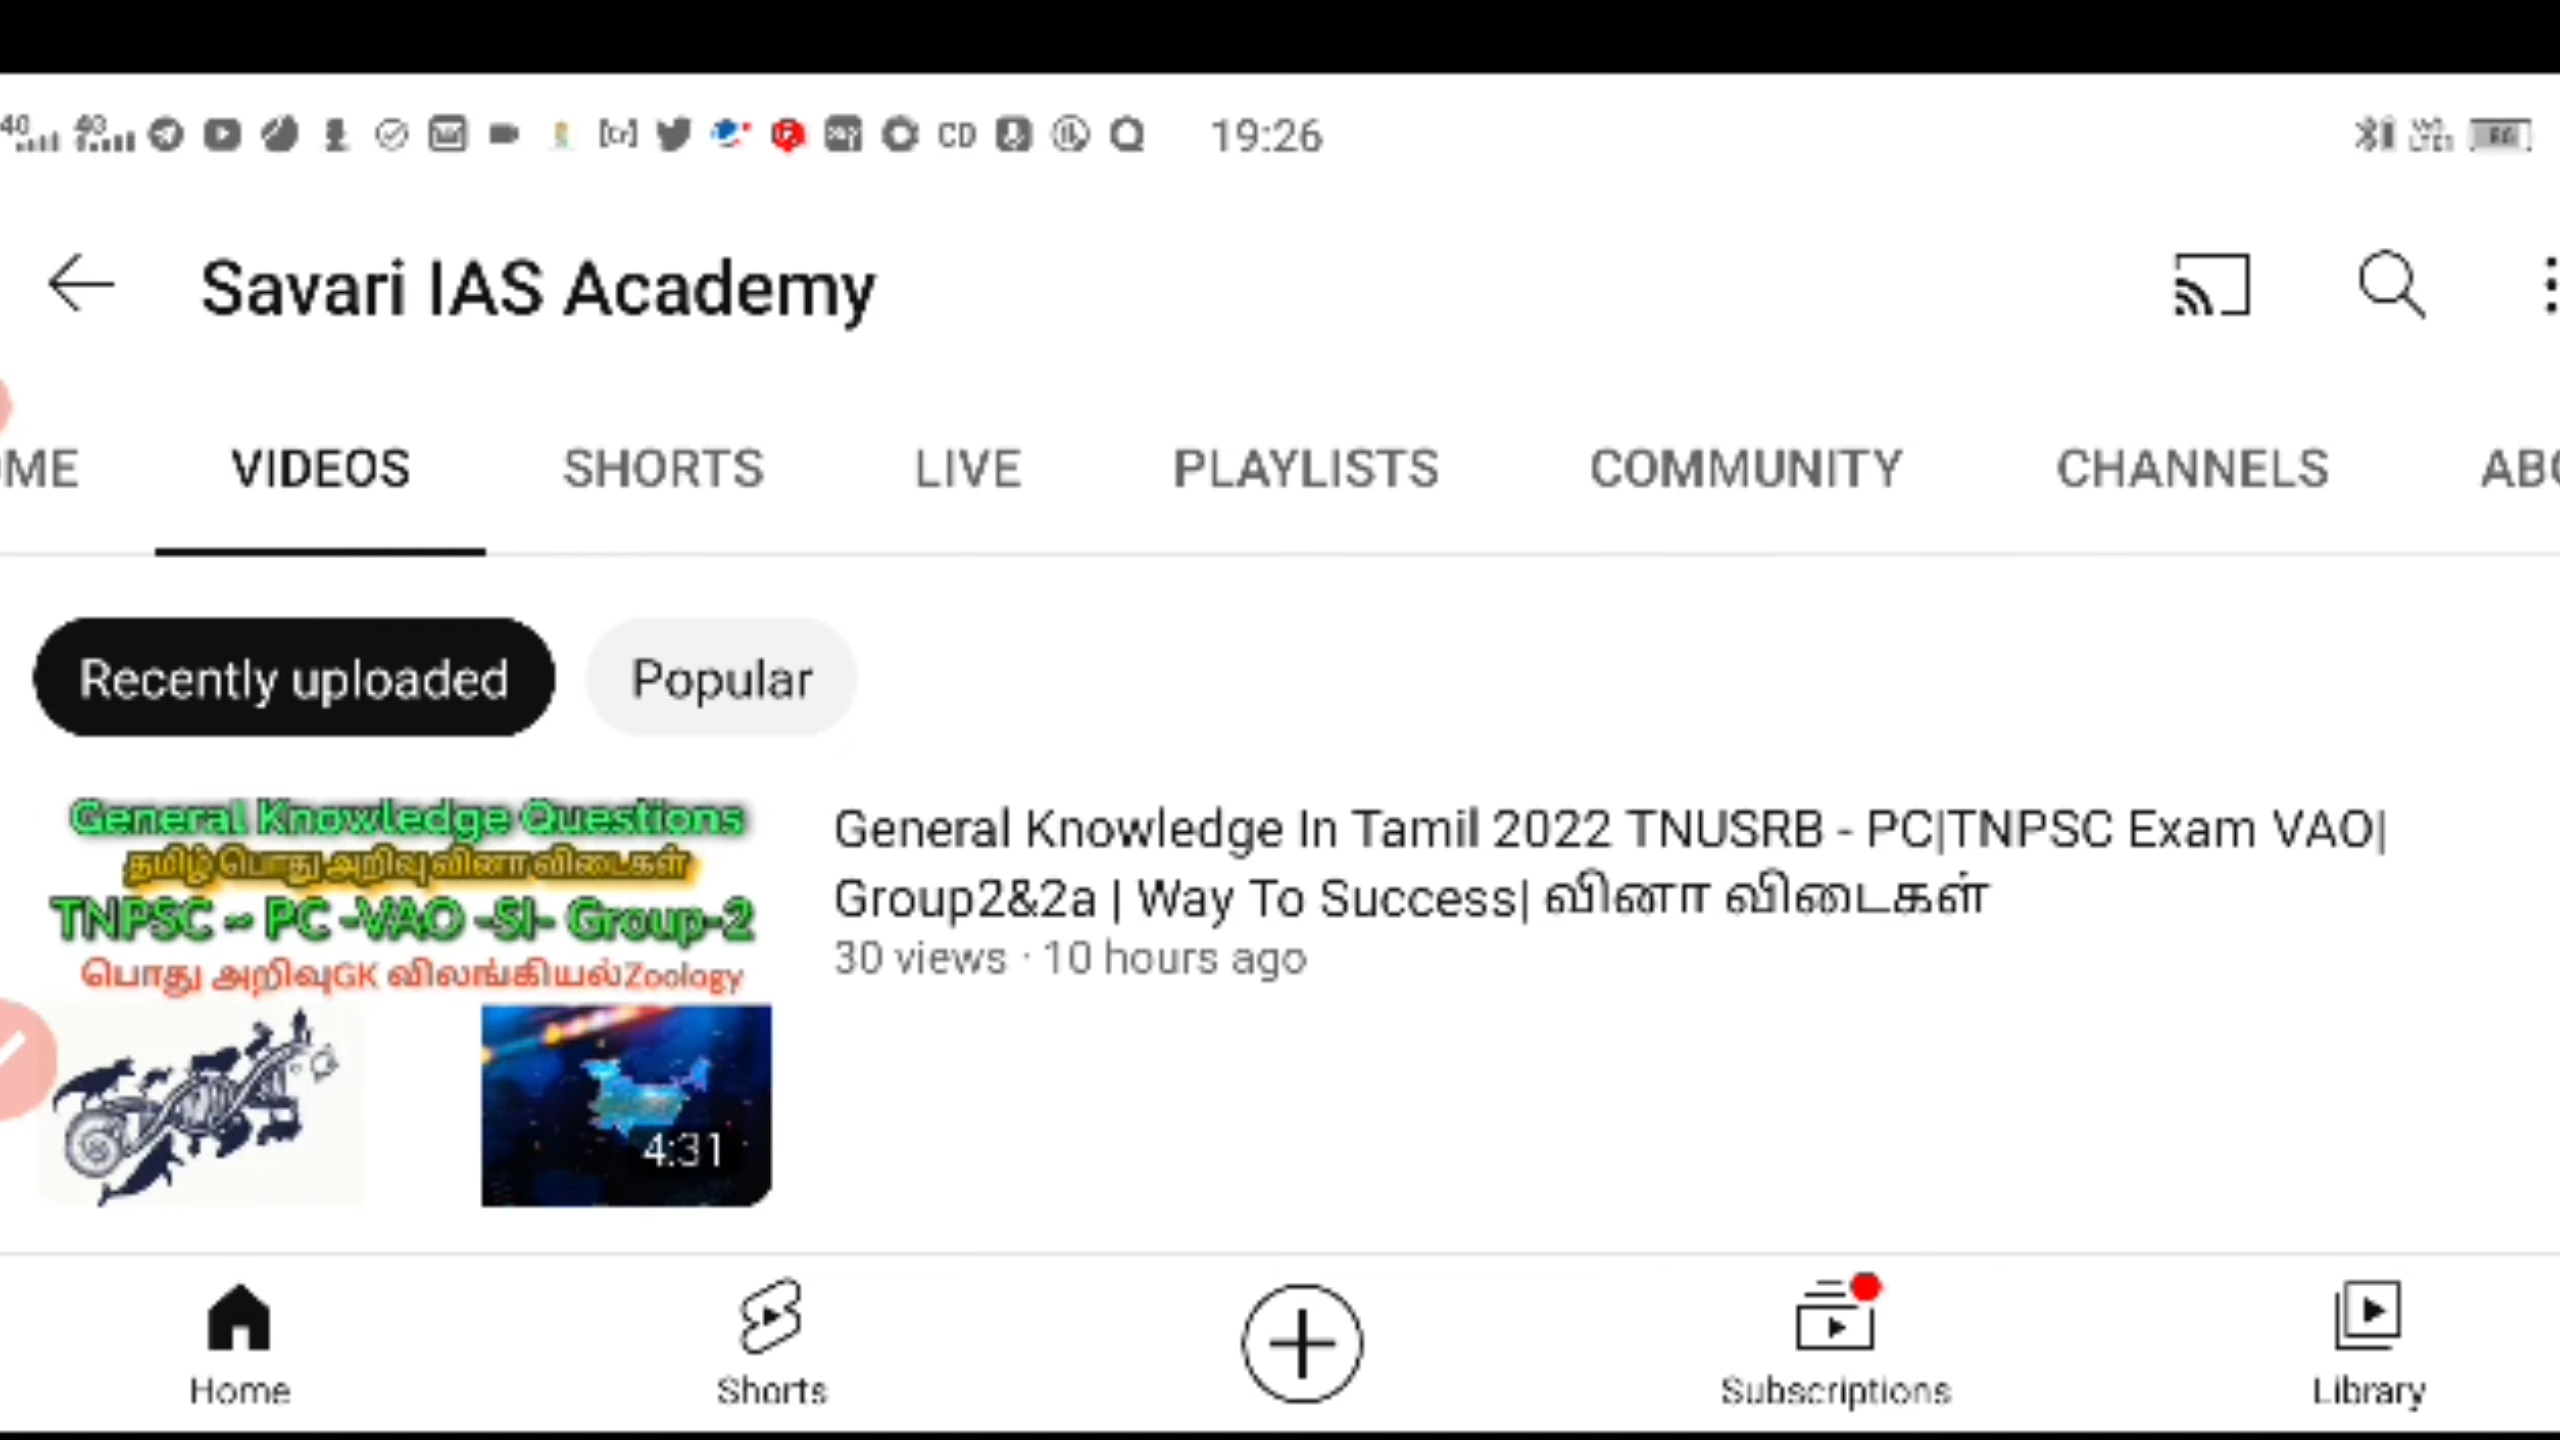 19:26
Savari IAS Academy
OME VIDEOS SHORTS LIVE PLAYLISTS COMMUNITY CHANNELS ABO
Recently uploaded Popular
General Knowledge Questions
தமிழ் பொது அறிவு வினா விடைகள்
TNPSC ~ PC -VAO -SI- Group-2
பொது அறிவுGK விலங்கியல்Zoology
4:31
General Knowledge In Tamil 2022 TNUSRB - PC|TNPSC Exam VAO|
Group2&2a | Way To Success| வினா விடைகள்
30 views · 10 hours ago
Home Shorts Subscriptions Library